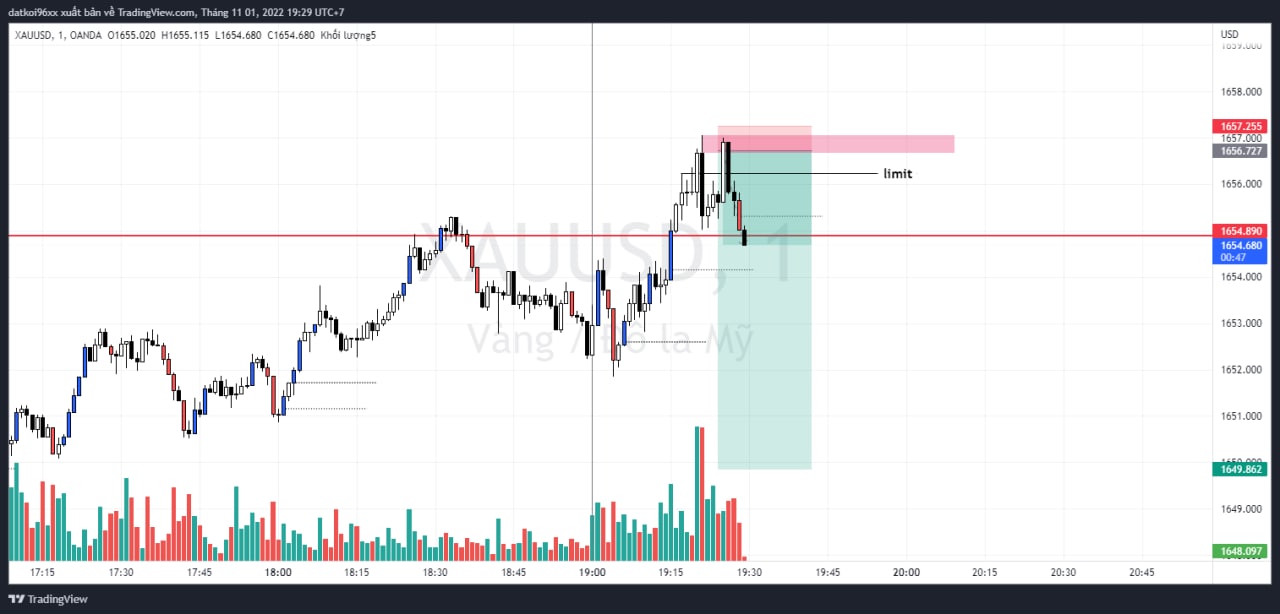 datkoi96xx xuất bản về TradingView.com, Tháng 11 01, 2022 19:29 UTC+7
XAUUSD, 1, OANDA O1655.020 H1655.115 L1654.680 C1654.680 Khối lượng5
USD
1659.000
1658.000
1657.255
1657.000
1656.727
limit
1656.000
XAUUSD, 1
1654.890
1654.680
00:47
1654.000
1653.000
Vàng / Đô la Mỹ
1652.000
1651.000
1650.000
1649.862
1649.000
1648.097
17:15 17:30 17:45 18:00 18:15 18:30 18:45 19:00 19:15 19:30 19:45 20:00 20:15 20:30 20:45
TradingView